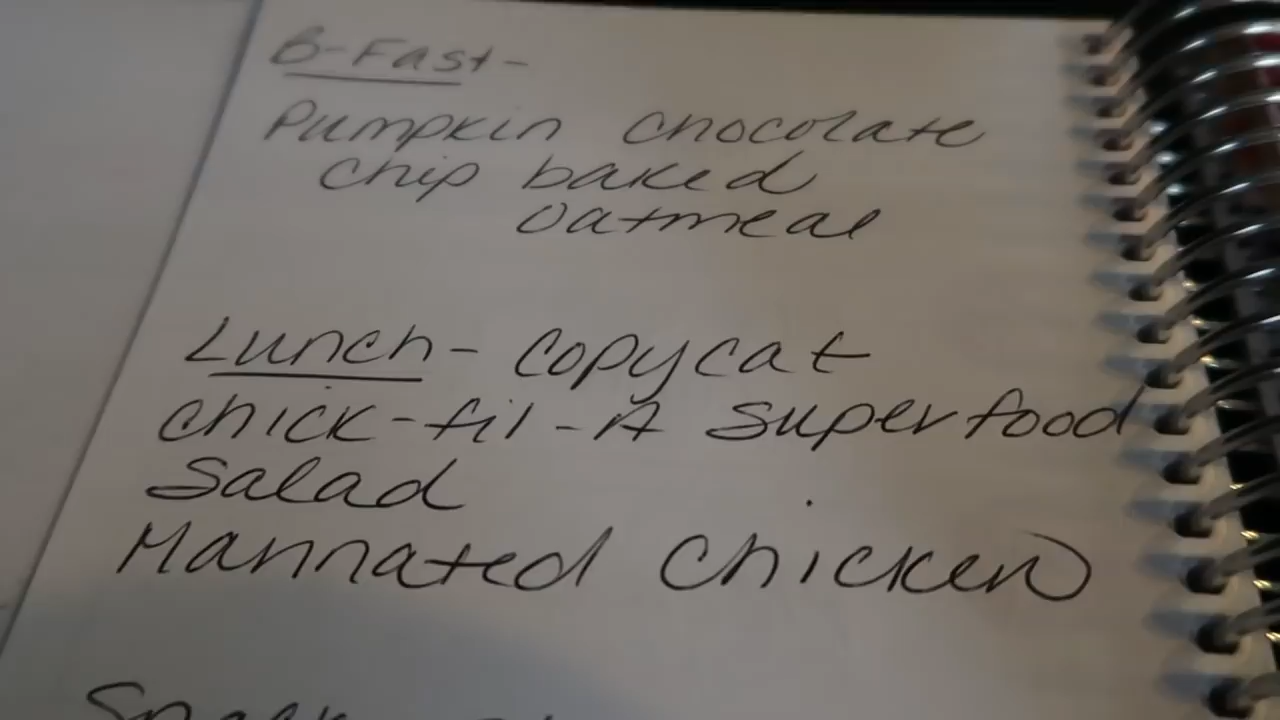 B-Fast-
Pumpkin chocolate
chip baked
oatmeal
Lunch- copycat
chick-fil-A superfood
salad
Marinated chicken